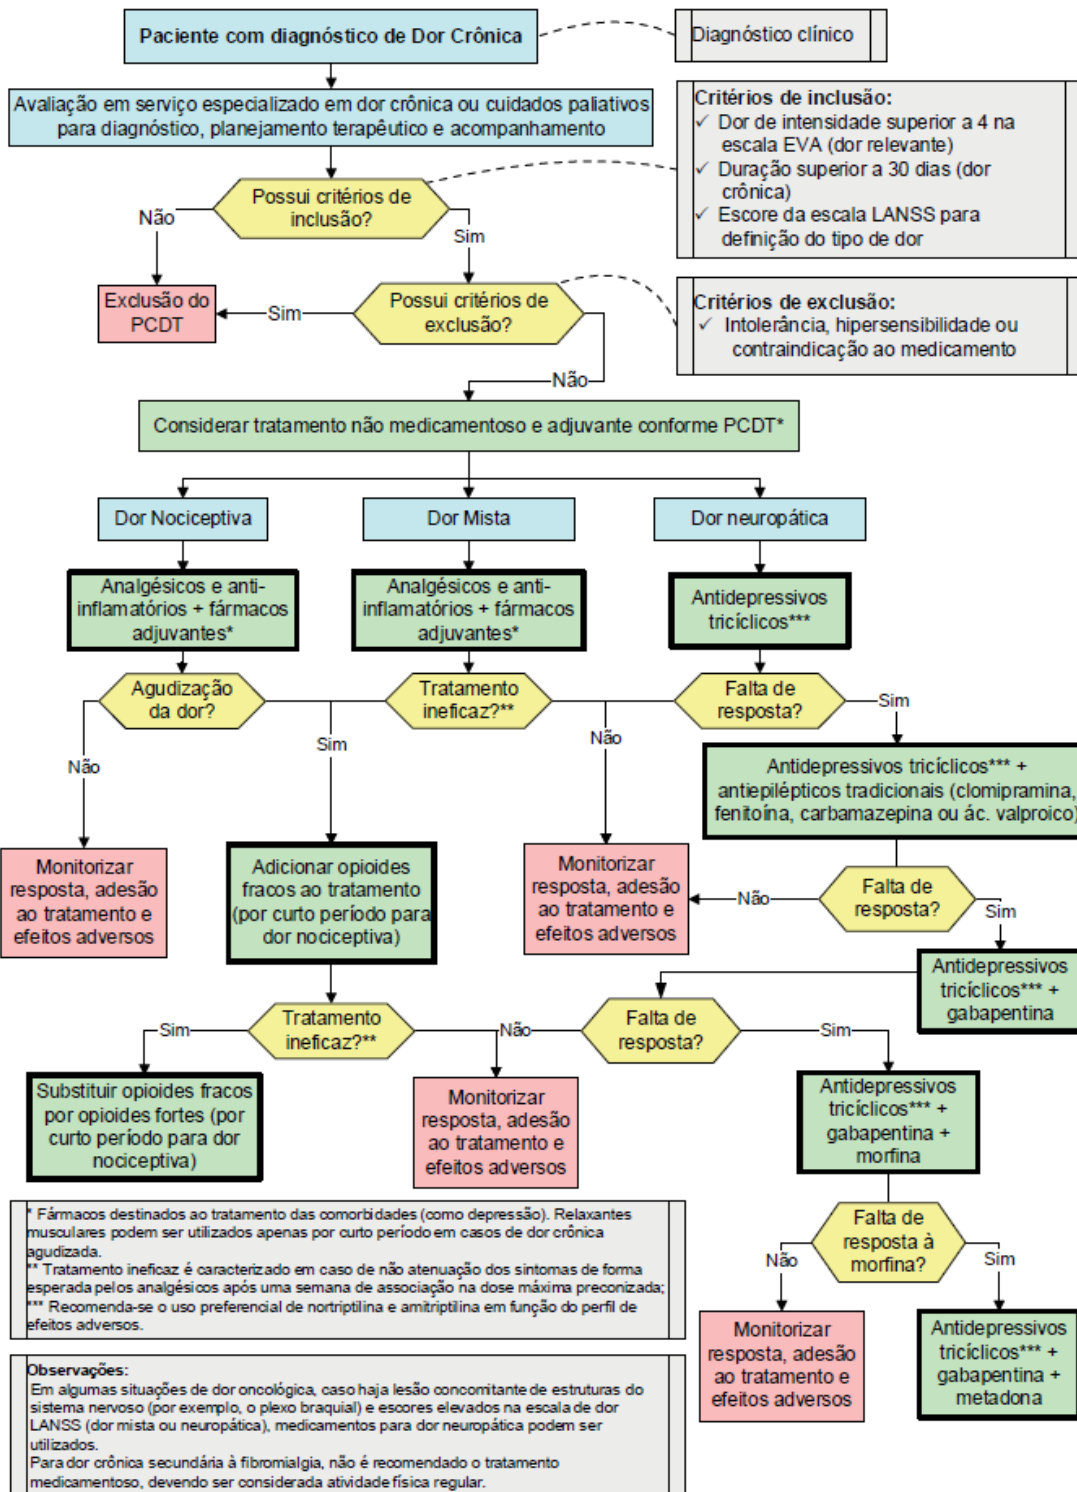 Paciente com diagnóstico de Dor Crônica
Diagnóstico clínico
Avaliação em serviço especializado em dor crônica ou cuidados paliativos
para diagnóstico, planejamento terapêutico e acompanhamento
Critérios de inclusão:
✓ Dor de intensidade superior a 4 na
escala EVA (dor relevante)
✓ Duração superior a 30 dias (dor
crônica)
✓ Escore da escala LANSS para
definição do tipo de dor
Possui critérios de
inclusão?
Não
Sim
Exclusão do
PCDT
Sim
Possui critérios de
exclusão?
Critérios de exclusão:
✓ Intolerância, hipersensibilidade ou
contraindicação ao medicamento
Não
Considerar tratamento não medicamentoso e adjuvante conforme PCDT*
Dor Nociceptiva
Dor Mista
Dor neuropática
Analgésicos e anti-
inflamatórios + fármacos
adjuvantes*
Analgésicos e anti-
inflamatórios + fármacos
adjuvantes*
Antidepressivos
tricíclicos***
Agudização
da dor?
Tratamento
ineficaz?**
Falta de
resposta?
Sim
Não
Sim
Não
Antidepressivos tricíclicos*** +
antiepilépticos tradicionais (clomipramina,
fenitoína, carbamazepina ou ác. valproico)
Monitorizar
resposta, adesão
ao tratamento e
efeitos adversos
Adicionar opioides
fracos ao tratamento
(por curto período para
dor nociceptiva)
Monitorizar
resposta, adesão
ao tratamento e
efeitos adversos
Não
Falta de
resposta?
Sim
Antidepressivos
tricíclicos*** +
gabapentina
Sim
Tratamento
ineficaz?**
Não
Falta de
resposta?
Sim
Substituir opioides fracos
por opioides fortes (por
curto período para dor
nociceptiva)
Monitorizar
resposta, adesão
ao tratamento e
efeitos adversos
Antidepressivos
tricíclicos*** +
gabapentina +
morfina
Falta de
resposta à
morfina?
Não
Sim
Monitorizar
resposta, adesão
ao tratamento e
efeitos adversos
Antidepressivos
tricíclicos*** +
gabapentina +
metadona
* Fármacos destinados ao tratamento das comorbidades (como depressão). Relaxantes
musculares podem ser utilizados apenas por curto período em casos de dor crônica
agudizada.
** Tratamento ineficaz é caracterizado em caso de não atenuação dos sintomas de forma
esperada pelos analgésicos após uma semana de associação na dose máxima preconizada;
*** Recomenda-se o uso preferencial de nortriptilina e amitriptilina em função do perfil de
efeitos adversos.
Observações:
Em algumas situações de dor oncológica, caso haja lesão concomitante de estruturas do
sistema nervoso (por exemplo, o plexo braquial) e escores elevados na escala de dor
LANSS (dor mista ou neuropática), medicamentos para dor neuropática podem ser
utilizados.
Para dor crônica secundária à fibromialgia, não é recomendado o tratamento
medicamentoso, devendo ser considerada atividade física regular.